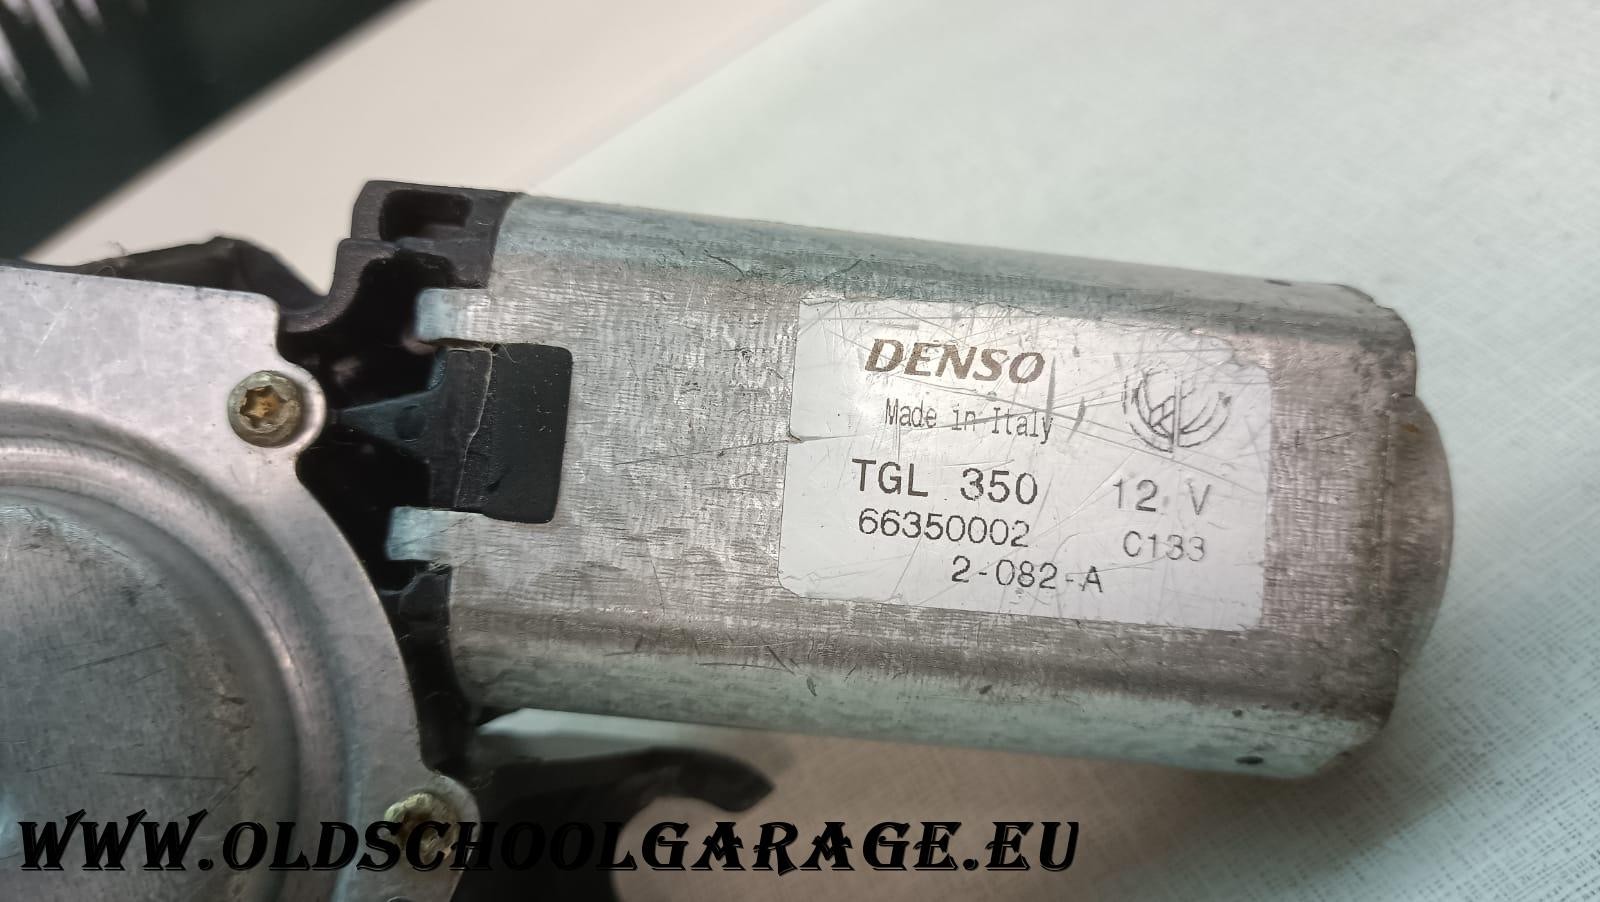 DENSO
Made in Italy
TGL 350 12 V
66350002 C133
2-082-A
WWW.OLDSCHOOLGARAGE.EU